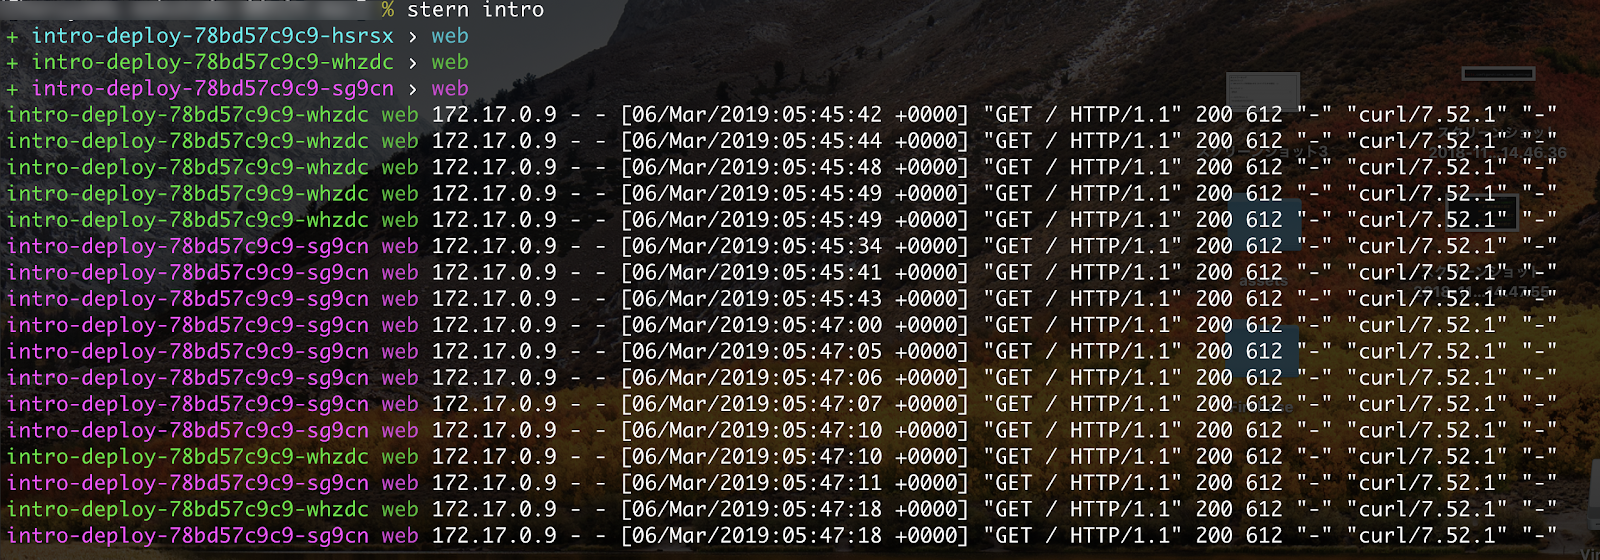 % stern intro
+ intro-deploy-78bd57c9c9-hsrsx › web
+ intro-deploy-78bd57c9c9-whzdc › web
+ intro-deploy-78bd57c9c9-sg9cn › web
intro-deploy-78bd57c9c9-whzdc web 172.17.0.9 - - [06/Mar/2019:05:45:42 +0000] "GET / HTTP/1.1" 200 612 "-" "curl/7.52.1" "-"
intro-deploy-78bd57c9c9-whzdc web 172.17.0.9 - - [06/Mar/2019:05:45:44 +0000] "GET / HTTP/1.1" 200 612 "-" "curl/7.52.1" "-"
intro-deploy-78bd57c9c9-whzdc web 172.17.0.9 - - [06/Mar/2019:05:45:48 +0000] "GET / HTTP/1.1" 200 612 "-" "curl/7.52.1" "-"
intro-deploy-78bd57c9c9-whzdc web 172.17.0.9 - - [06/Mar/2019:05:45:49 +0000] "GET / HTTP/1.1" 200 612 "-" "curl/7.52.1" "-"
intro-deploy-78bd57c9c9-whzdc web 172.17.0.9 - - [06/Mar/2019:05:45:49 +0000] "GET / HTTP/1.1" 200 612 "-" "curl/7.52.1" "-"
intro-deploy-78bd57c9c9-sg9cn web 172.17.0.9 - - [06/Mar/2019:05:45:34 +0000] "GET / HTTP/1.1" 200 612 "-" "curl/7.52.1" "-"
intro-deploy-78bd57c9c9-sg9cn web 172.17.0.9 - - [06/Mar/2019:05:45:41 +0000] "GET / HTTP/1.1" 200 612 "-" "curl/7.52.1" "-"
intro-deploy-78bd57c9c9-sg9cn web 172.17.0.9 - - [06/Mar/2019:05:45:43 +0000] "GET / HTTP/1.1" 200 612 "-" "curl/7.52.1" "-"
intro-deploy-78bd57c9c9-sg9cn web 172.17.0.9 - - [06/Mar/2019:05:47:00 +0000] "GET / HTTP/1.1" 200 612 "-" "curl/7.52.1" "-"
intro-deploy-78bd57c9c9-sg9cn web 172.17.0.9 - - [06/Mar/2019:05:47:05 +0000] "GET / HTTP/1.1" 200 612 "-" "curl/7.52.1" "-"
intro-deploy-78bd57c9c9-sg9cn web 172.17.0.9 - - [06/Mar/2019:05:47:06 +0000] "GET / HTTP/1.1" 200 612 "-" "curl/7.52.1" "-"
intro-deploy-78bd57c9c9-sg9cn web 172.17.0.9 - - [06/Mar/2019:05:47:07 +0000] "GET / HTTP/1.1" 200 612 "-" "curl/7.52.1" "-"
intro-deploy-78bd57c9c9-sg9cn web 172.17.0.9 - - [06/Mar/2019:05:47:10 +0000] "GET / HTTP/1.1" 200 612 "-" "curl/7.52.1" "-"
intro-deploy-78bd57c9c9-whzdc web 172.17.0.9 - - [06/Mar/2019:05:47:10 +0000] "GET / HTTP/1.1" 200 612 "-" "curl/7.52.1" "-"
intro-deploy-78bd57c9c9-sg9cn web 172.17.0.9 - - [06/Mar/2019:05:47:11 +0000] "GET / HTTP/1.1" 200 612 "-" "curl/7.52.1" "-"
intro-deploy-78bd57c9c9-whzdc web 172.17.0.9 - - [06/Mar/2019:05:47:18 +0000] "GET / HTTP/1.1" 200 612 "-" "curl/7.52.1" "-"
intro-deploy-78bd57c9c9-sg9cn web 172.17.0.9 - - [06/Mar/2019:05:47:18 +0000] "GET / HTTP/1.1" 200 612 "-" "curl/7.52.1" "-"
assets